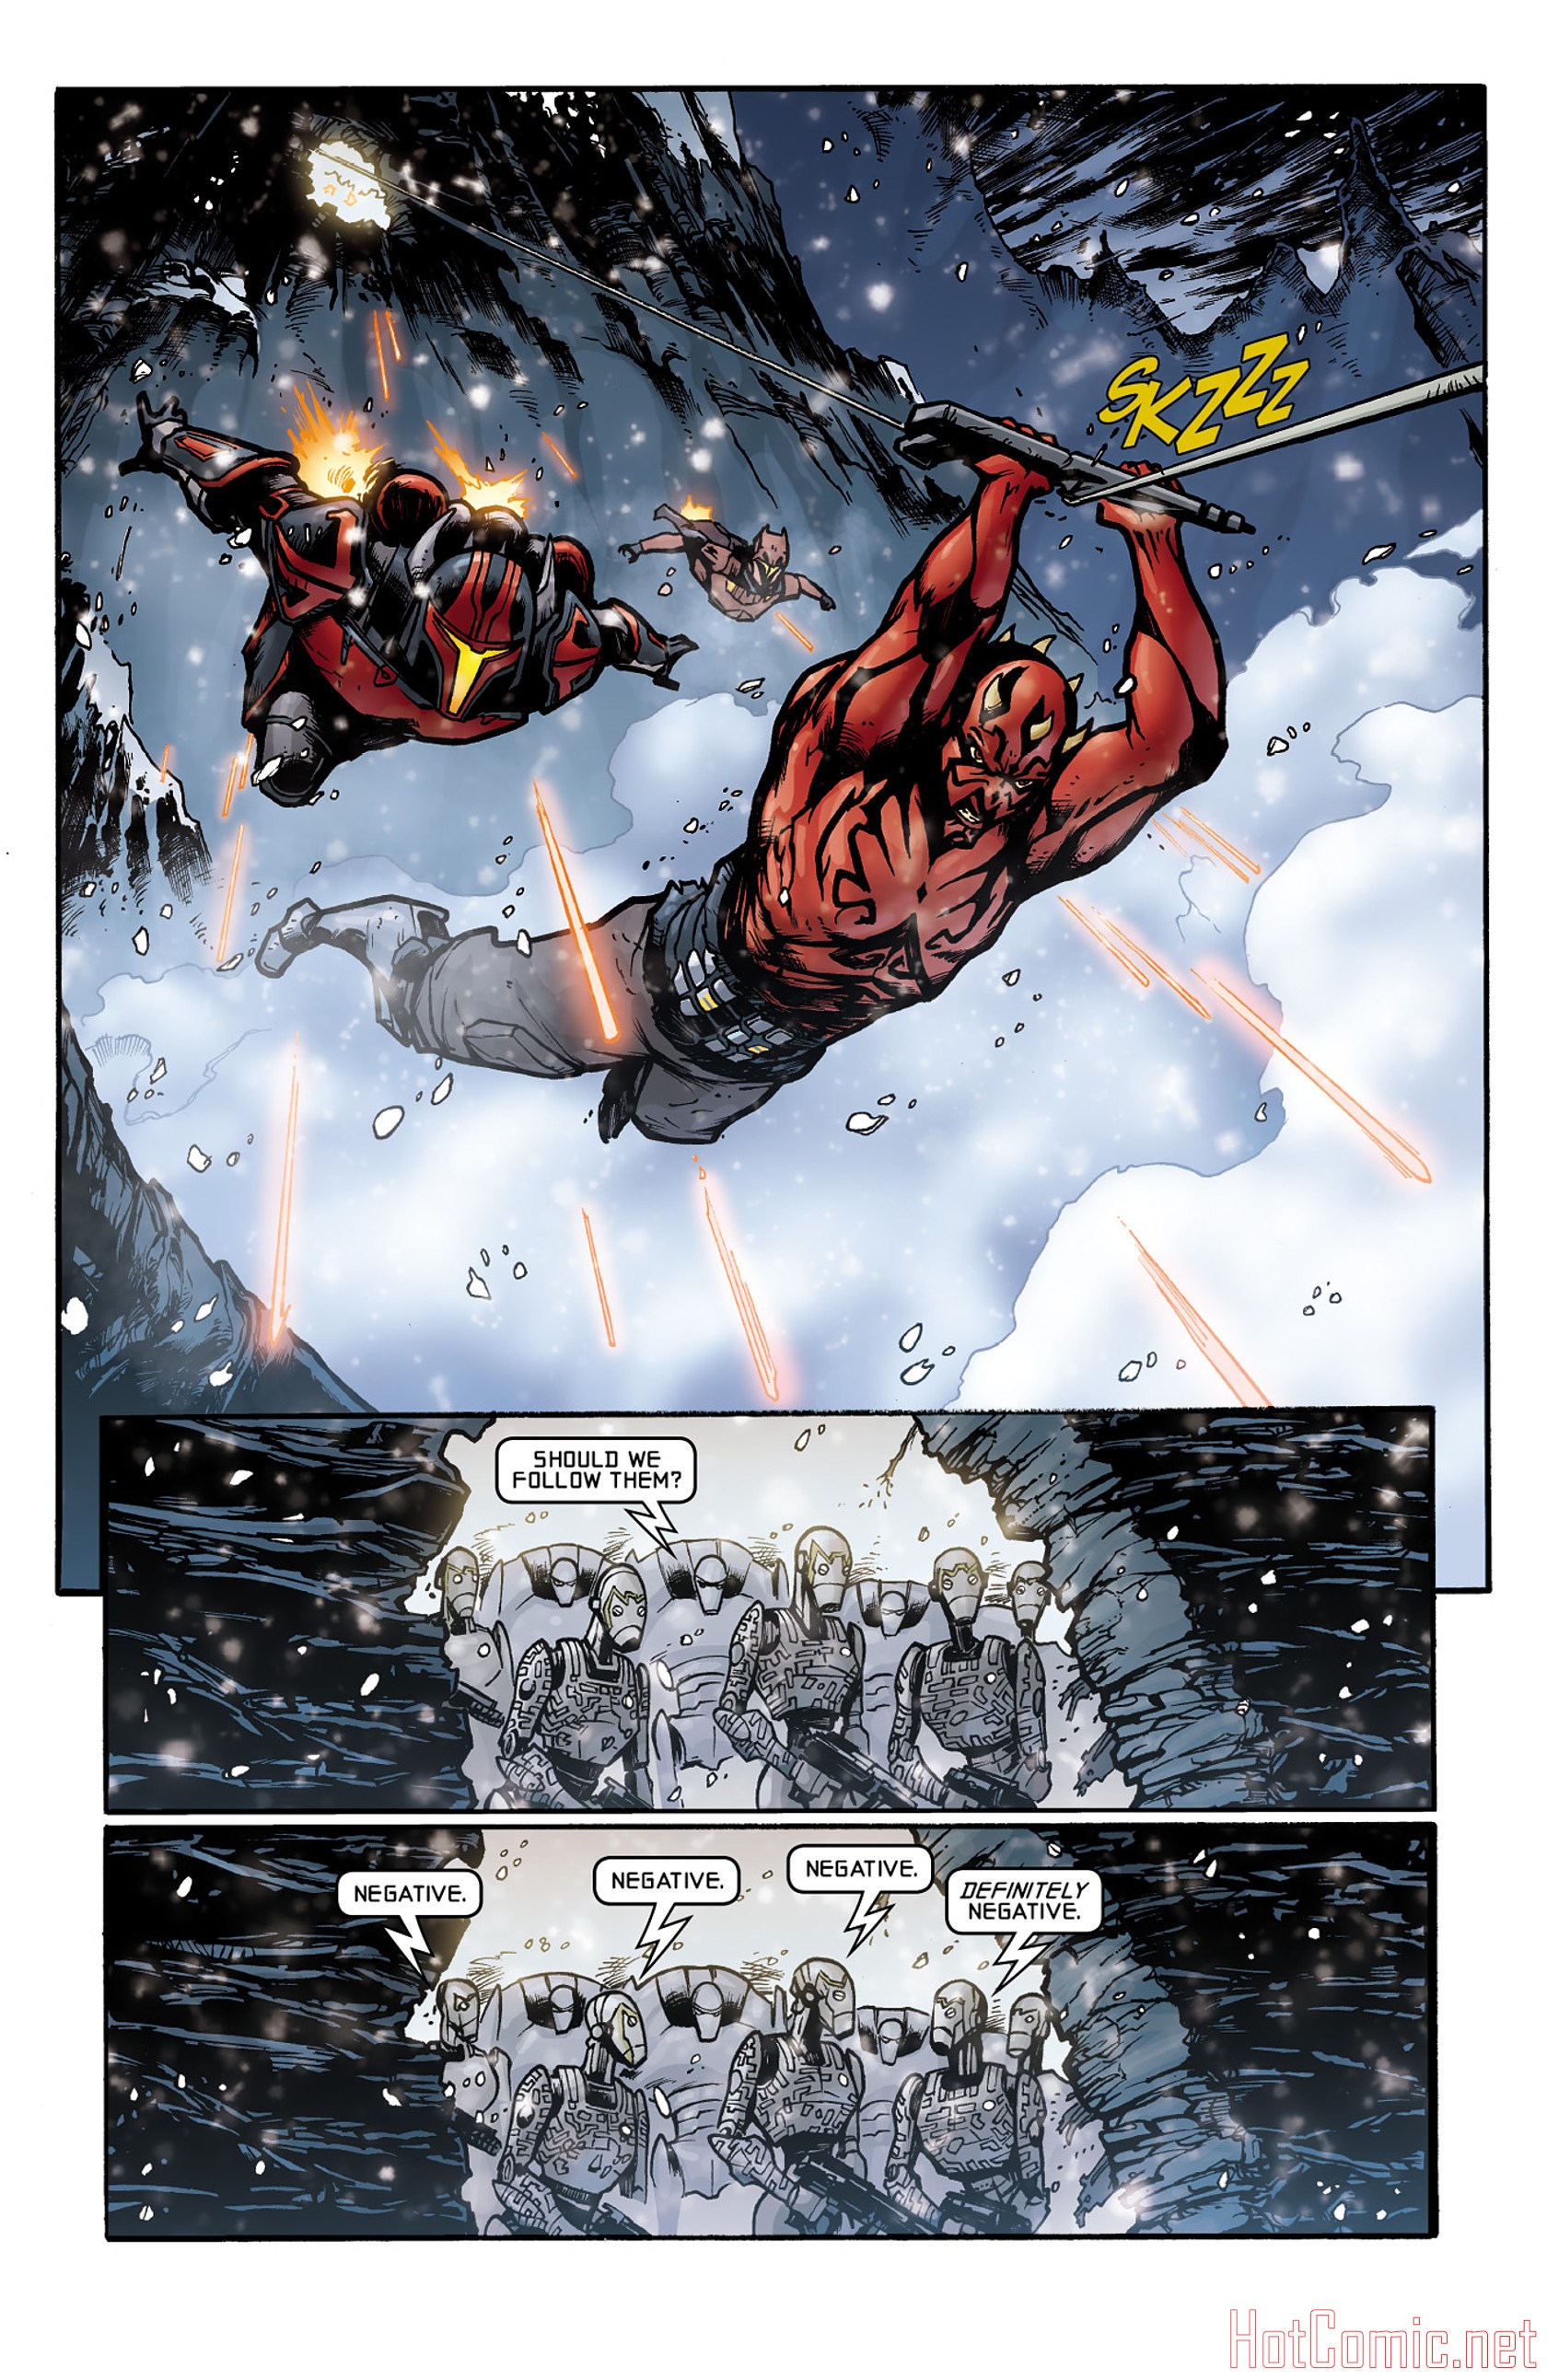 SKZZZ
SHOULD WE
FOLLOW THEM?
NEGATIVE.
NEGATIVE.
NEGATIVE.
DEFINITELY
NEGATIVE.
HotComic.net